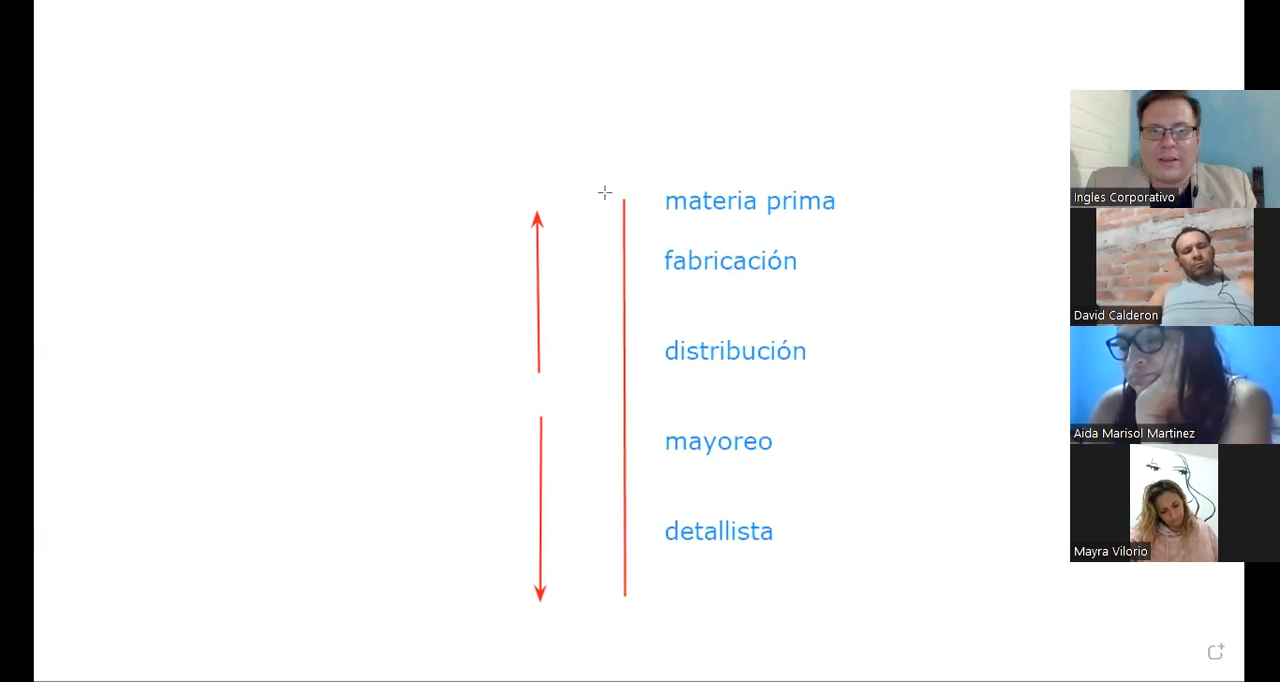 materia prima
fabricación
distribución
mayoreo
detallista
Ingles Corporativo
David Calderon
Aida Marisol Martinez
Mayra Vilorio